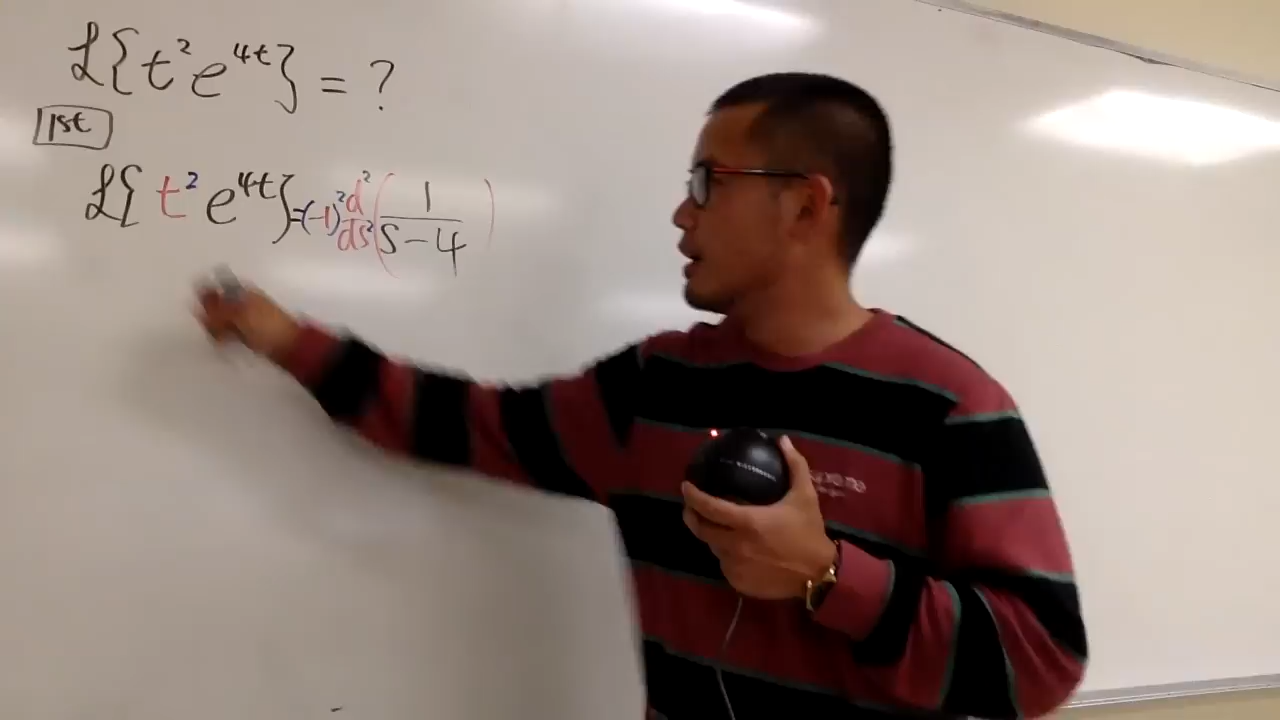 ℒ{t²e⁴ᵗ} = ?
1st
ℒ{t²e⁴ᵗ}=(-1)² d²/ds² (1/(s-4))